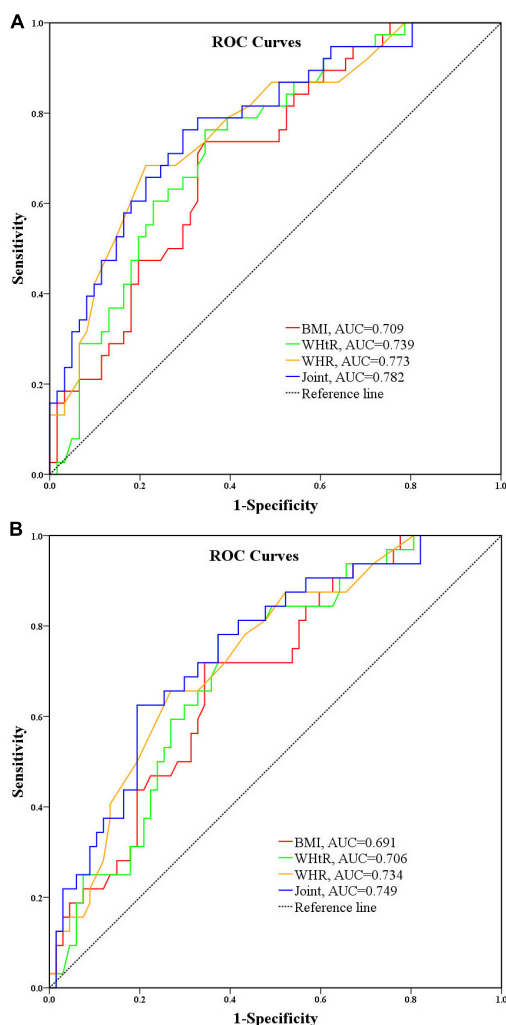 A
ROC Curves
1.0
0.8
0.6
0.4
0.2
0.0
Sensitivity
BMI, AUC=0.709
WHtR, AUC=0.739
WHR, AUC=0.773
Joint, AUC=0.782
Reference line
0.0 0.2 0.4 0.6 0.8 1.0
1-Specificity
B
ROC Curves
1.0
0.8
0.6
0.4
0.2
0.0
Sensitivity
BMI, AUC=0.691
WHtR, AUC=0.706
WHR, AUC=0.734
Joint, AUC=0.749
Reference line
0.0 0.2 0.4 0.6 0.8 1.0
1-Specificity